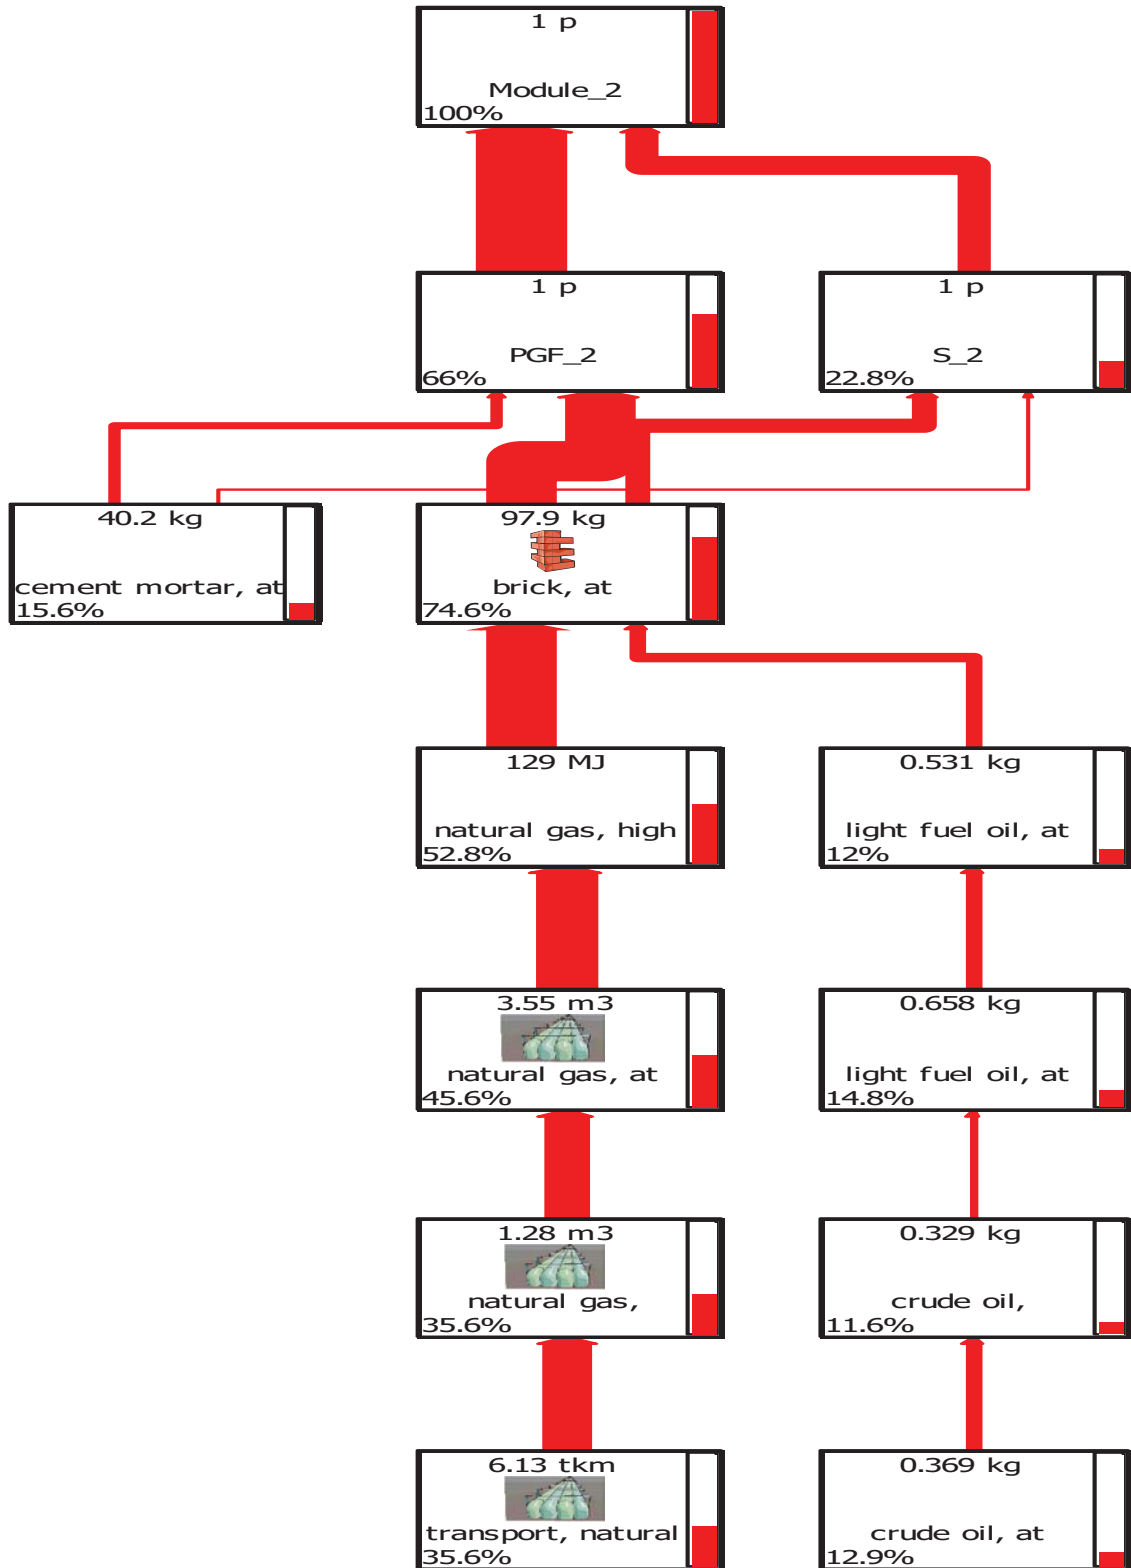 1 p
Module_2
100%
1 p
PGF_2
66%
1 p
S_2
22.8%
40.2 kg
cement mortar, at
15.6%
97.9 kg
brick, at
74.6%
129 MJ
natural gas, high
52.8%
0.531 kg
light fuel oil, at
12%
3.55 m3
natural gas, at
45.6%
0.658 kg
light fuel oil, at
14.8%
1.28 m3
natural gas,
35.6%
0.329 kg
crude oil,
11.6%
6.13 tkm
transport, natural
35.6%
0.369 kg
crude oil, at
12.9%